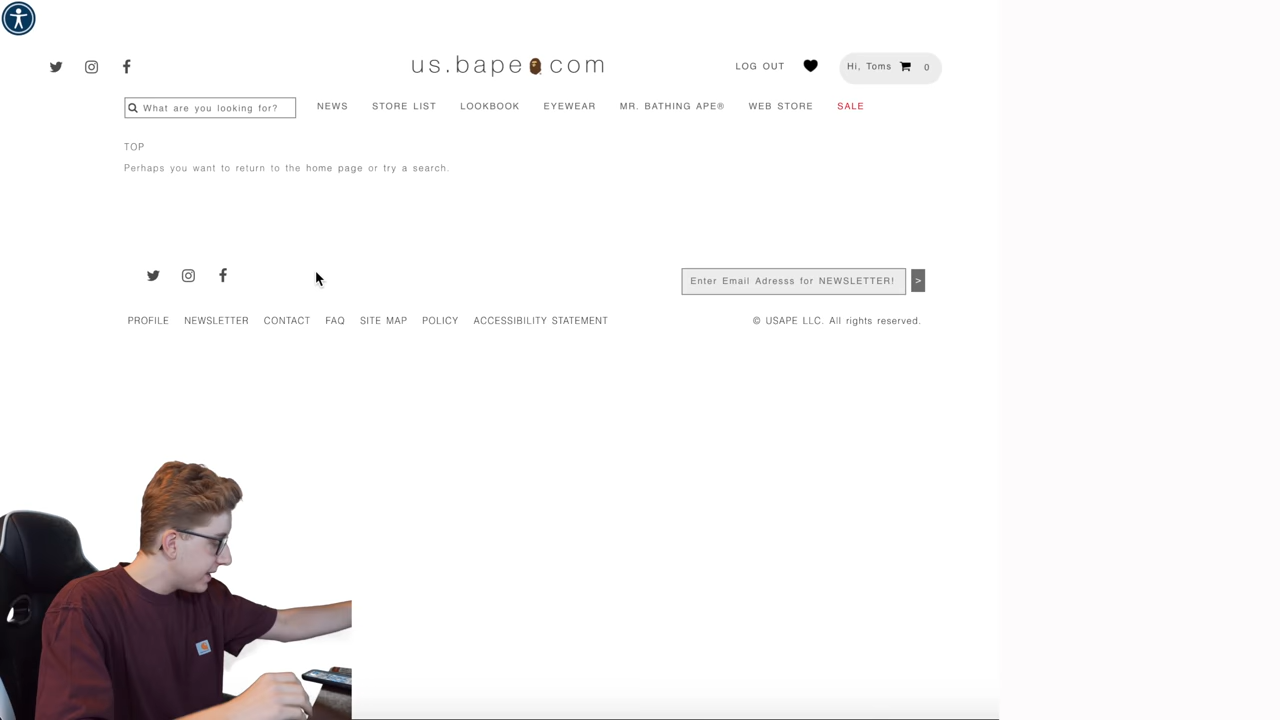 us.bape com
LOG OUT
Hi, Toms 0
What are you looking for?
NEWS STORE LIST LOOKBOOK EYEWEAR MR. BATHING APE® WEB STORE SALE
TOP
Perhaps you want to return to the home page or try a search.
Enter Email Adresss for NEWSLETTER! >
PROFILE NEWSLETTER CONTACT FAQ SITE MAP POLICY ACCESSIBILITY STATEMENT
© USAPE LLC. All rights reserved.